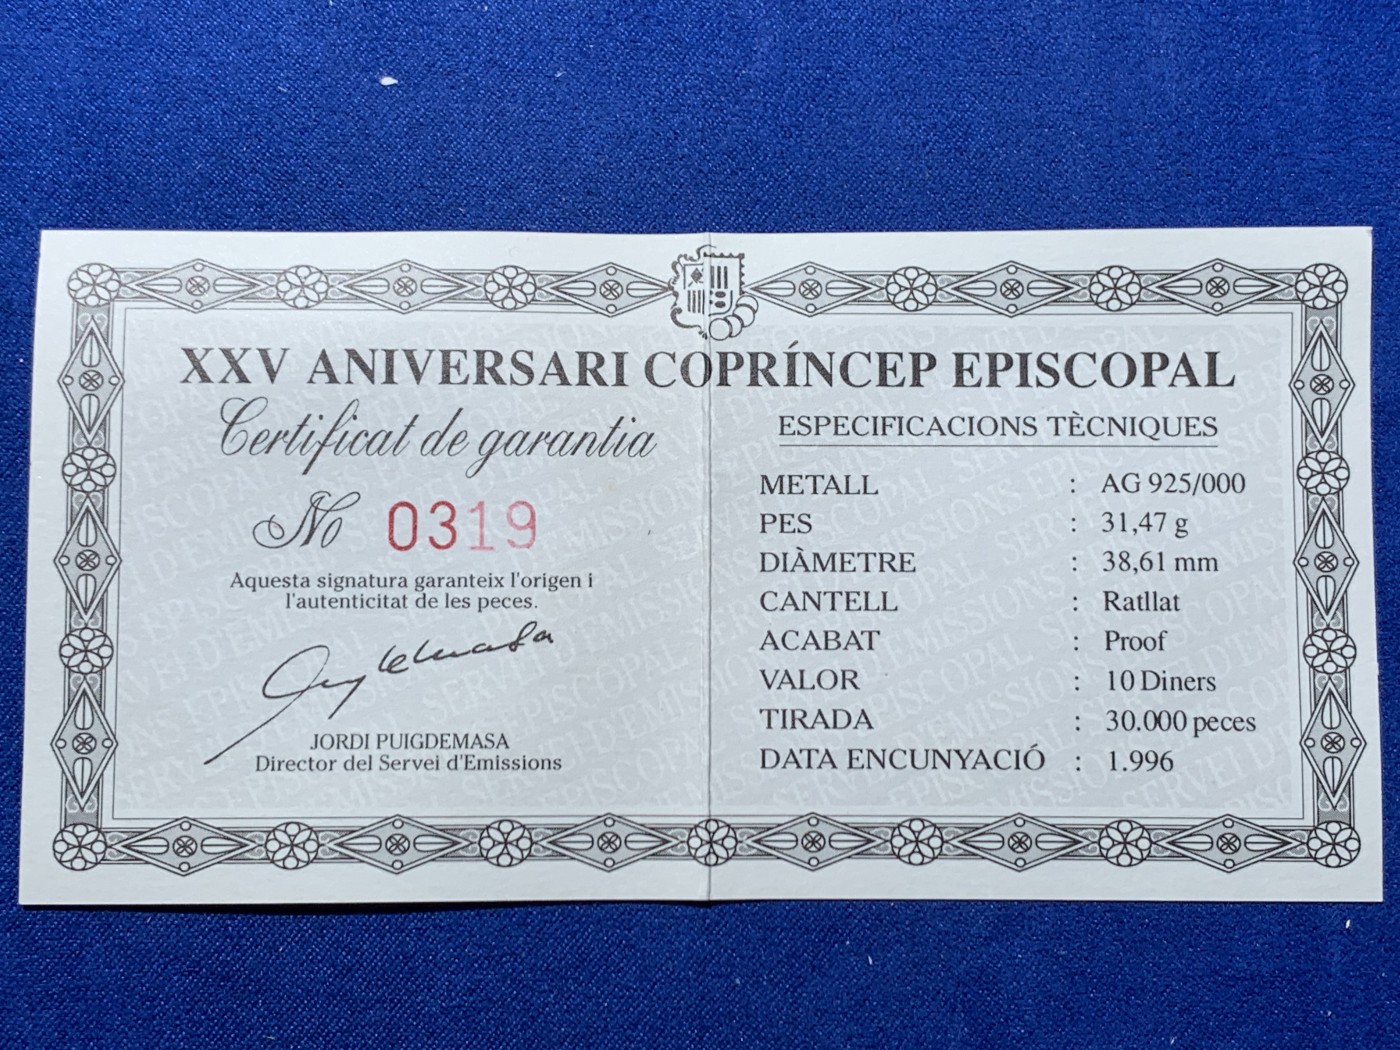 XXV ANIVERSARI COPRÍNCEP EPISCOPAL
Certificat de garantia
Nº 0319
Aquesta signatura garanteix l'origen i
l'autenticitat de les peces.
JORDI PUIGDEMASA
Director del Servei d'Emissions
ESPECIFICACIONS TÈCNIQUES
METALL : AG 925/000
PES : 31,47 g
DIÀMETRE : 38,61 mm
CANTELL : Ratllat
ACABAT : Proof
VALOR : 10 Diners
TIRADA : 30.000 peces
DATA ENCUNYACIÓ : 1.996